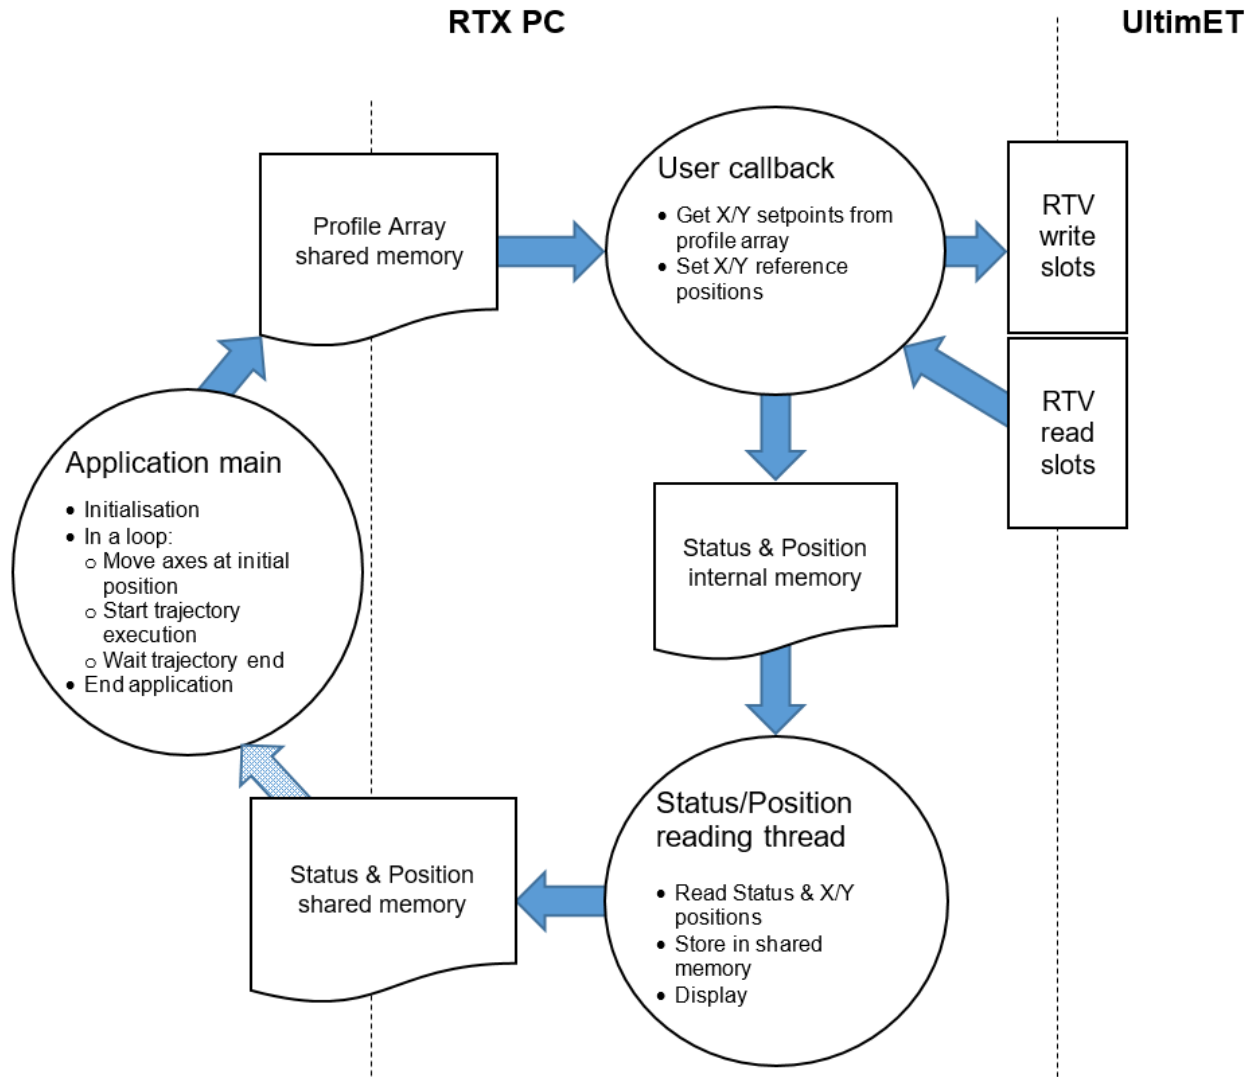 RTX PC
UltimET
Profile Array
shared memory
User callback
• Get X/Y setpoints from
profile array
• Set X/Y reference
positions
RTV
write
slots
RTV
read
slots
Application main
• Initialisation
• In a loop:
o Move axes at initial
position
o Start trajectory
execution
o Wait trajectory end
• End application
Status & Position
internal memory
Status/Position
reading thread
• Read Status & X/Y
positions
• Store in shared
memory
• Display
Status & Position
shared memory